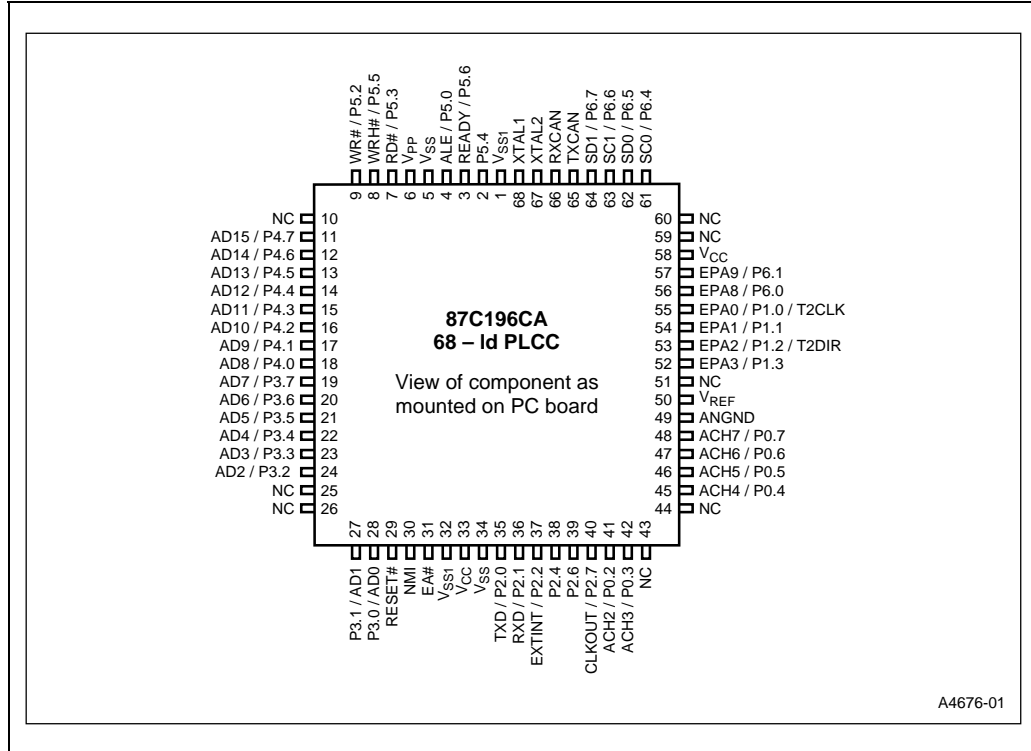 WR# / P5.2
WRH# / P5.5
RD# / P5.3
VPP
VSS
ALE / P5.0
READY / P5.6
P5.4
VSS1
XTAL1
XTAL2
RXCAN
TXCAN
SD1 / P6.7
SC1 / P6.6
SD0 / P6.5
SC0 / P6.4
9
8
7
6
5
4
3
2
1
68
67
66
65
64
63
62
61
NC 10
AD15 / P4.7 11
AD14 / P4.6 12
AD13 / P4.5 13
AD12 / P4.4 14
AD11 / P4.3 15
AD10 / P4.2 16
AD9 / P4.1 17
AD8 / P4.0 18
AD7 / P3.7 19
AD6 / P3.6 20
AD5 / P3.5 21
AD4 / P3.4 22
AD3 / P3.3 23
AD2 / P3.2 24
NC 25
NC 26
87C196CA
68 – ld PLCC
View of component as
mounted on PC board
60 NC
59 NC
58 VCC
57 EPA9 / P6.1
56 EPA8 / P6.0
55 EPA0 / P1.0 / T2CLK
54 EPA1 / P1.1
53 EPA2 / P1.2 / T2DIR
52 EPA3 / P1.3
51 NC
50 VREF
49 ANGND
48 ACH7 / P0.7
47 ACH6 / P0.6
46 ACH5 / P0.5
45 ACH4 / P0.4
44 NC
27
28
29
30
31
32
33
34
35
36
37
38
39
40
41
42
43
P3.1 / AD1
P3.0 / AD0
RESET#
NMI
EA#
VSS1
VCC
VSS
TXD / P2.0
RXD / P2.1
EXTINT / P2.2
P2.4
P2.6
CLKOUT / P2.7
ACH2 / P0.2
ACH3 / P0.3
NC
A4676-01